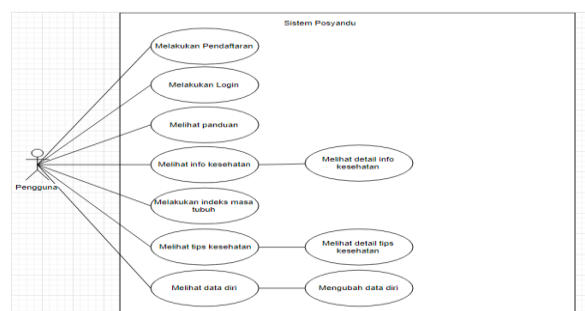 Sistem Posyandu
Melakukan Pendaftaran
Melakukan Login
Melihat panduan
Melihat info kesehatan
Melihat detail info
kesehatan
Pengguna
Melakukan indeks masa
tubuh
Melihat tips kesehatan
Melihat detail tips
kesehatan
Melihat data diri
Mengubah data diri